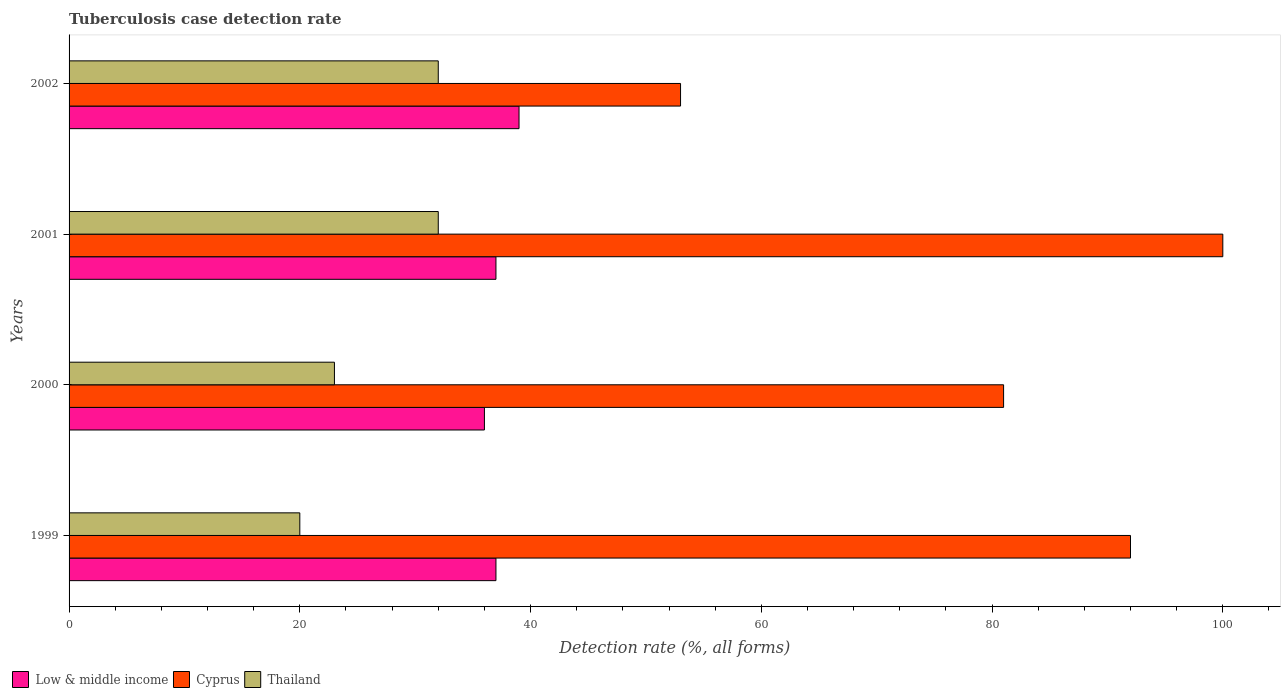 Tuberculosis case detection rate
2002
2001
2000
1999
Years
0
20
40
60
80
100
Detection rate (%, all forms)
Low & middle income
Cyprus
Thailand